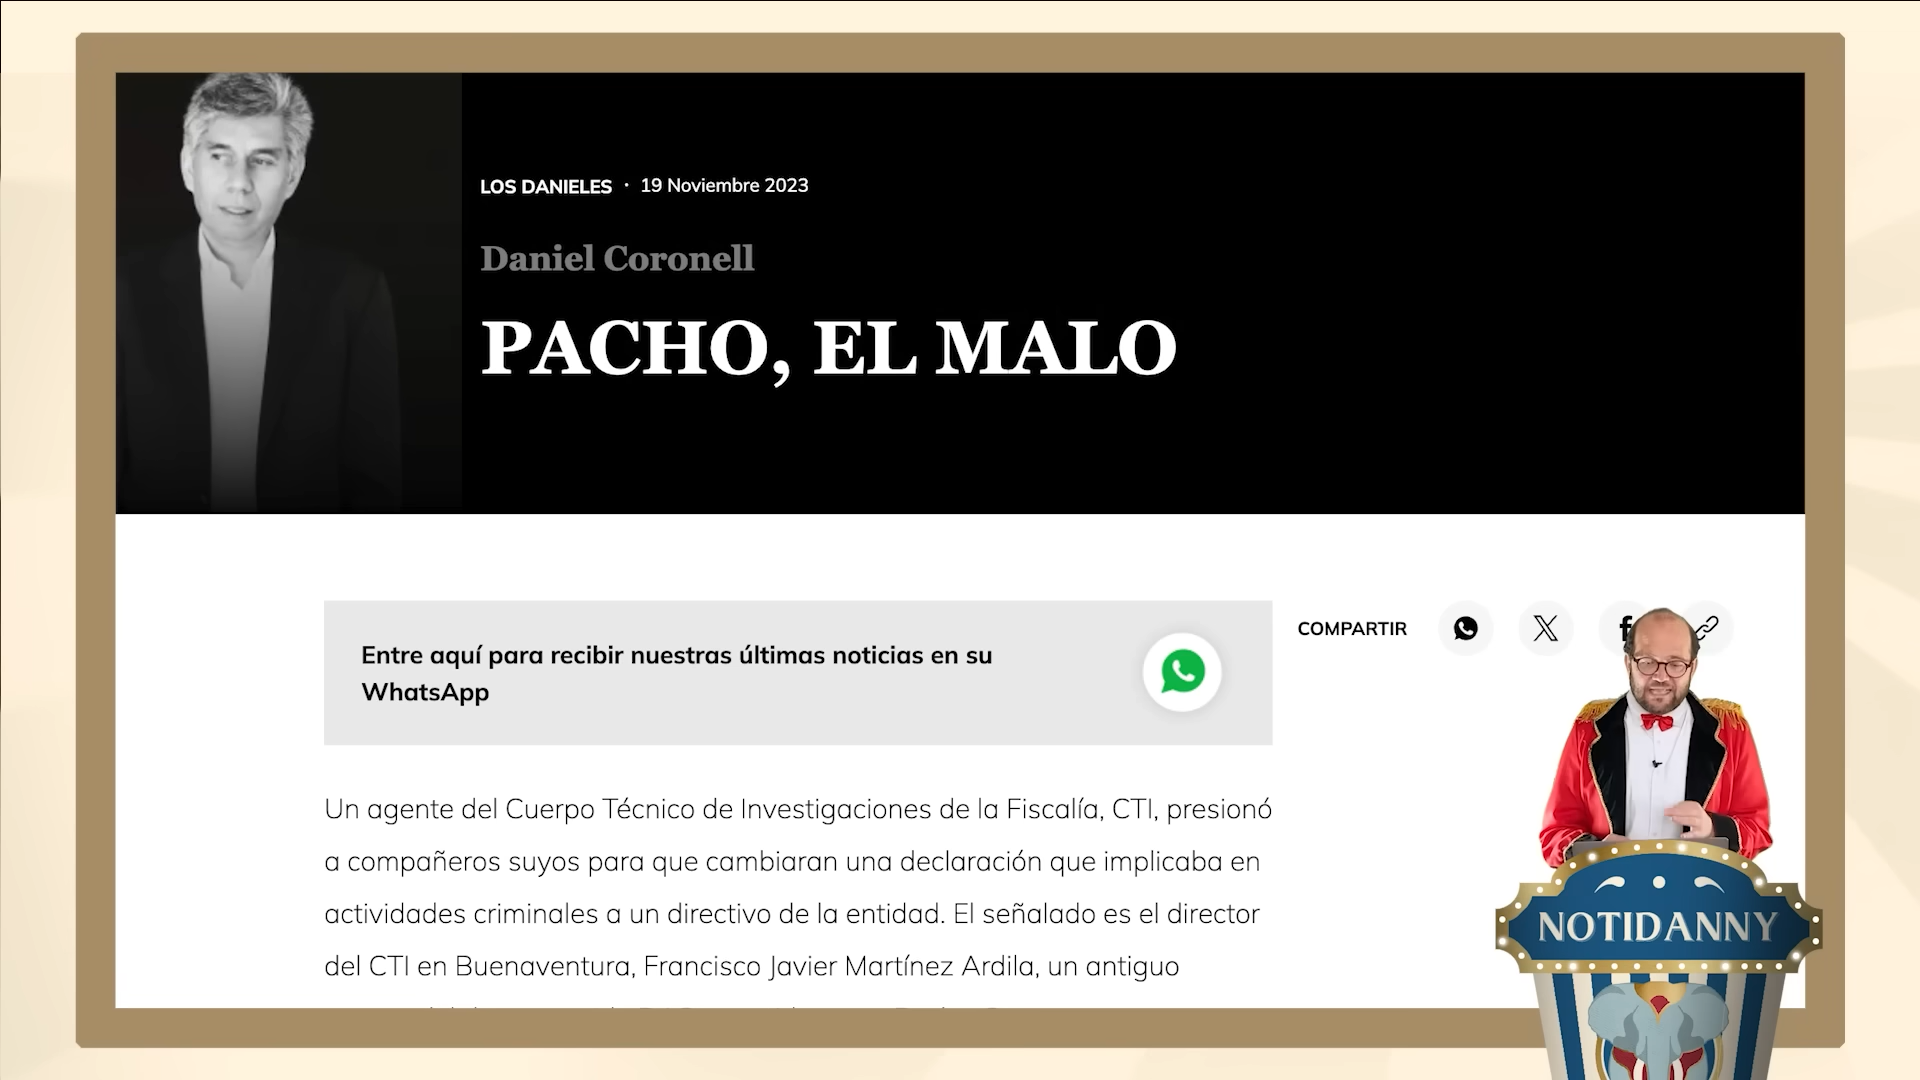 LOS DANIELES · 19 Noviembre 2023
Daniel Coronell
PACHO, EL MALO
Entre aquí para recibir nuestras últimas noticias en su
WhatsApp
COMPARTIR
Un agente del Cuerpo Técnico de Investigaciones de la Fiscalía, CTI, presionó
a compañeros suyos para que cambiaran una declaración que implicaba en
actividades criminales a un directivo de la entidad. El señalado es el director
del CTI en Buenaventura, Francisco Javier Martínez Ardila, un antiguo
NOTIDANNY